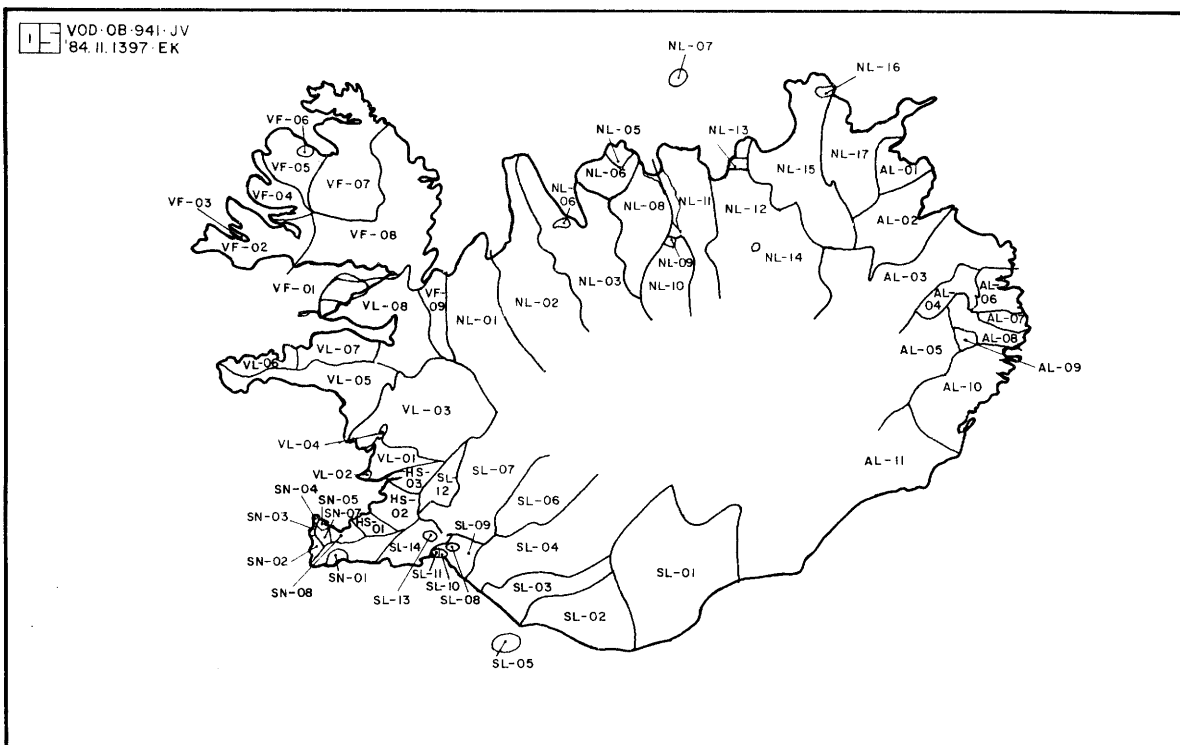 VOD·OB·941·JV
'84.11.1397·EK
NL-07
NL-16
VF-06
NL-05
NL-13
NL-17
VF-05
NL-06
NL-15
AL-01
VF-07
VF-04
NL-
06
NL-08
NL-11
NL-12
AL-02
VF-03
VF-02
VF-08
NL-14
NL-09
AL-03
VF-01
VL-08
VF-
09
NL-01
NL-02
NL-03
NL-10
AL-
04
AL-
06
AL-07
AL-08
VL-07
VL-06
VL-05
AL-05
AL-09
AL-10
VL-03
VL-04
VL-01
AL-11
VL-02
HS-
03
SL-
12
SL-07
SN-04
SN-05
SN-07
SN-03
HS-
02
HS-01
SL-06
SL-09
SL-14
SL-04
SN-02
SN-01
SN-08
SL-13
SL-11
SL-10
SL-08
SL-03
SL-01
SL-02
SL-05